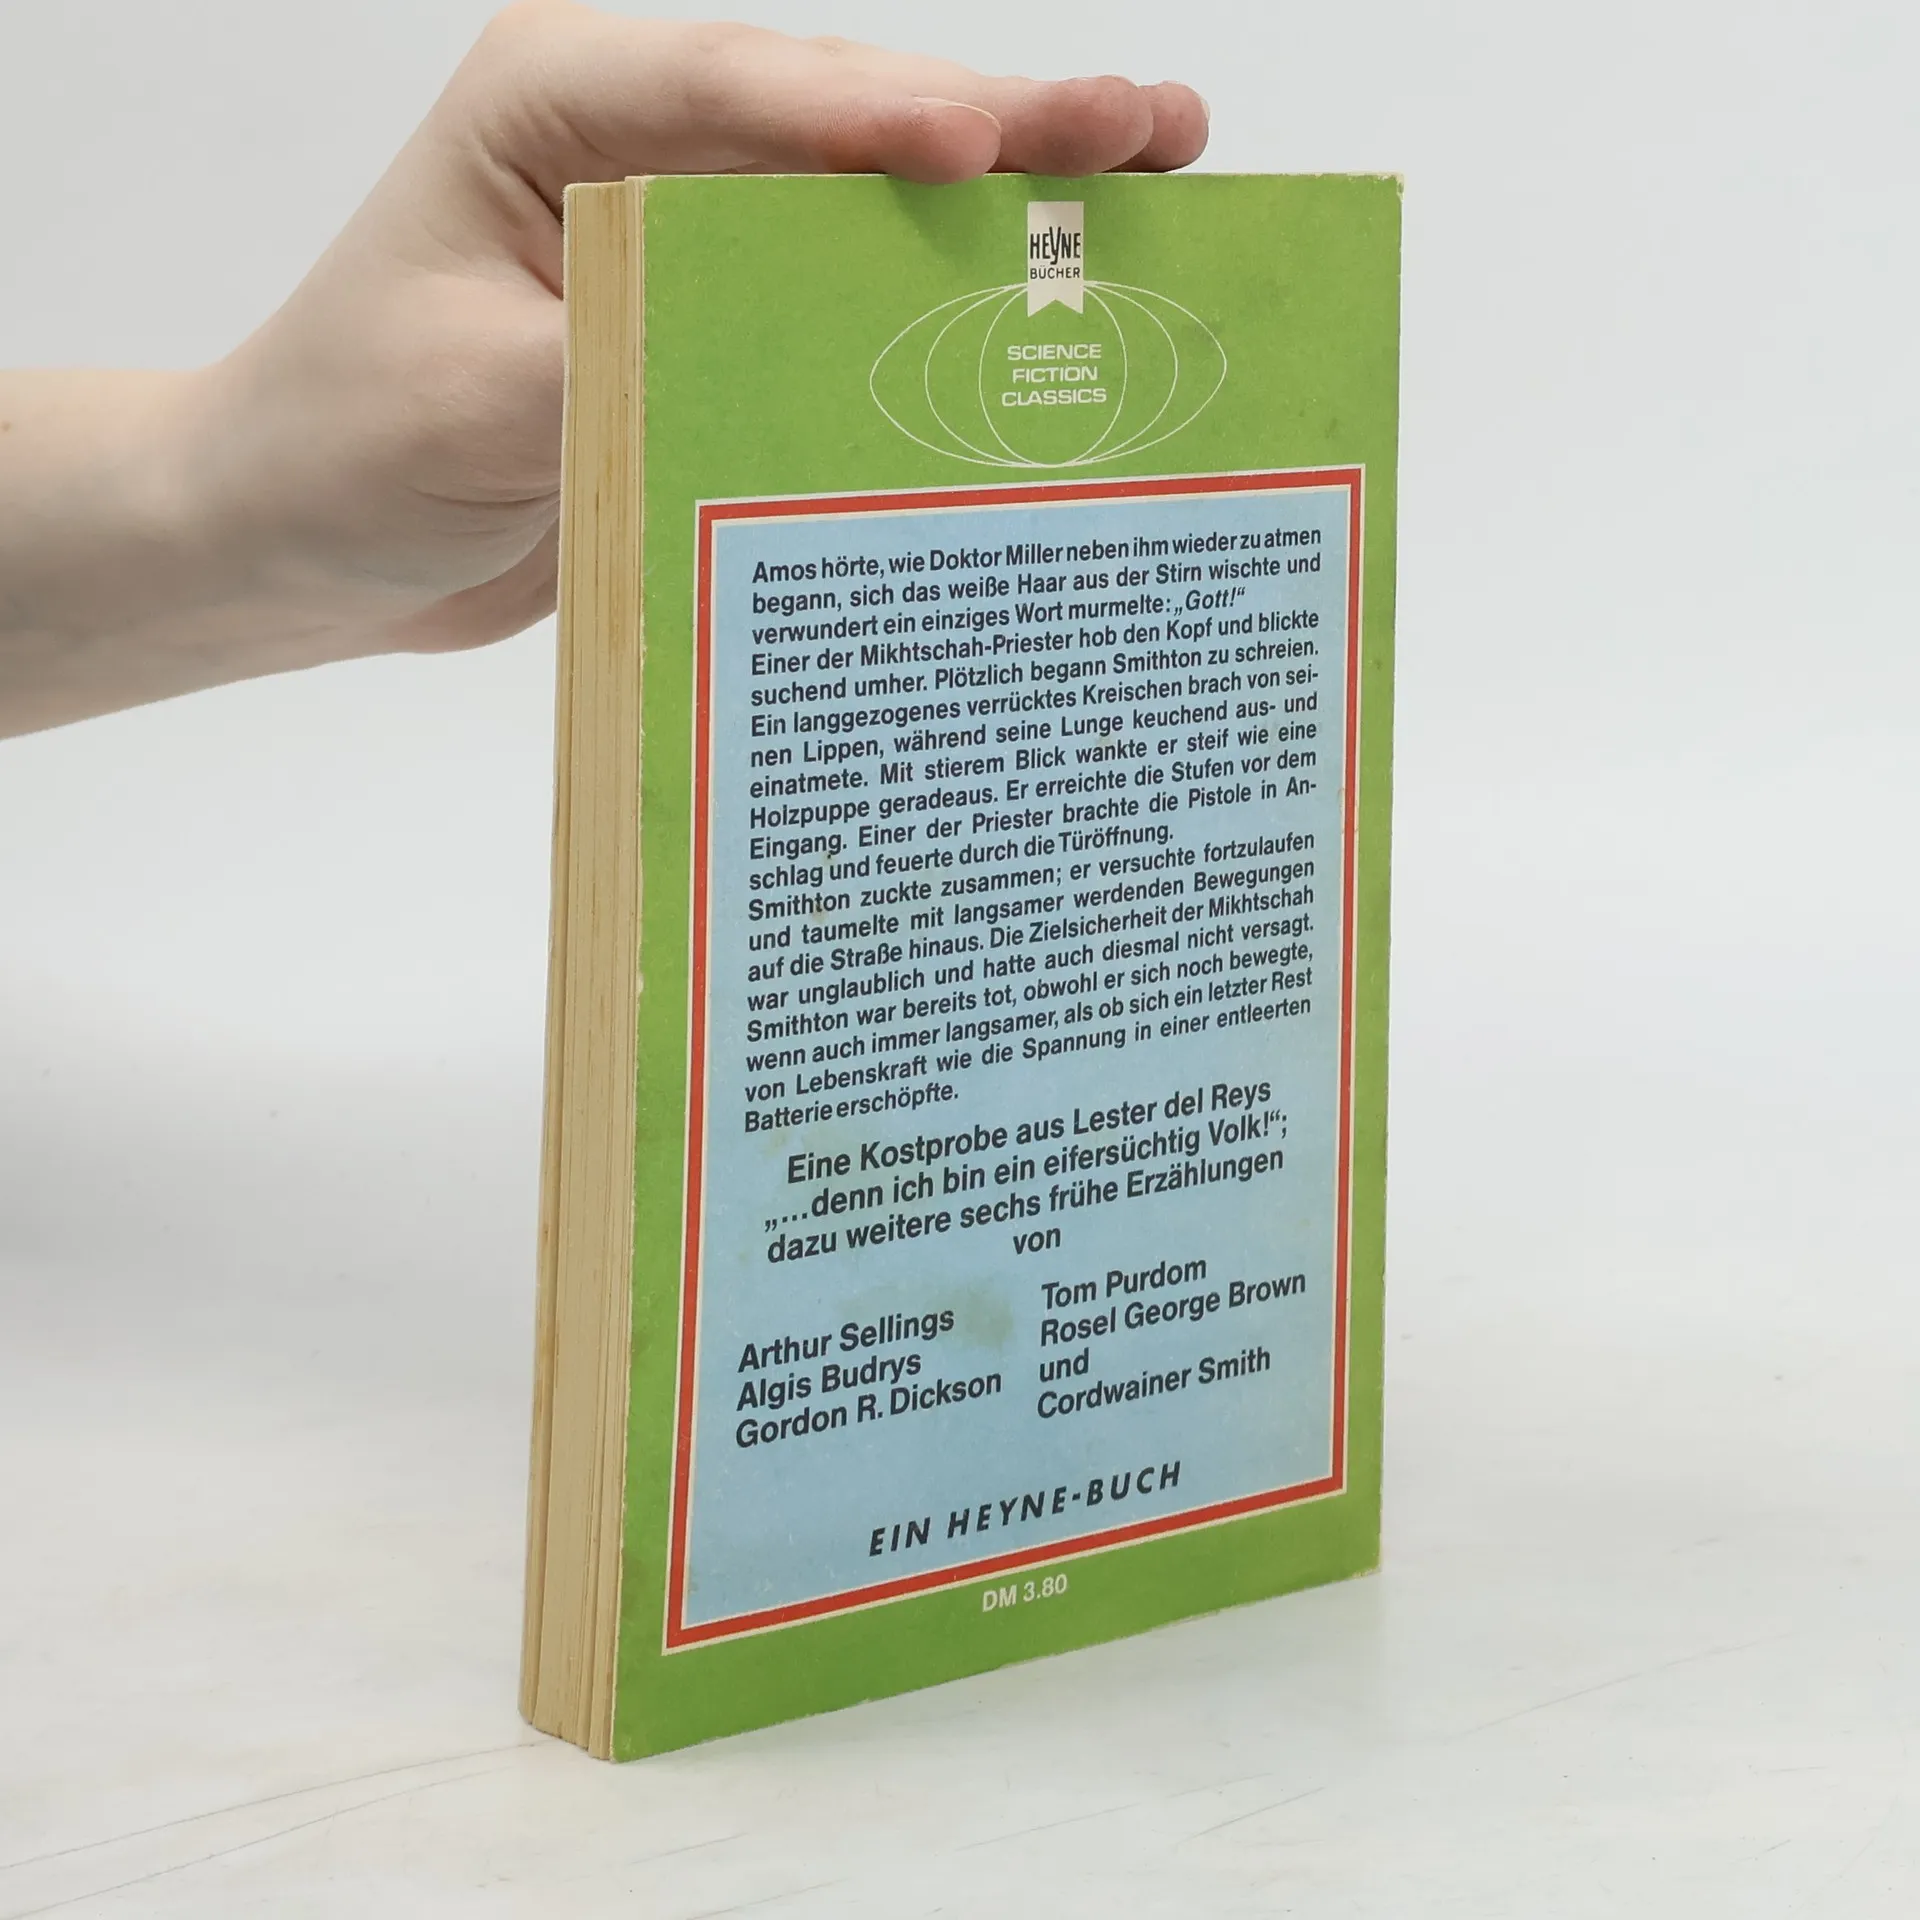 HEYNE
BÜCHER
SCIENCE
FICTION
CLASSICS
Amos hörte, wie Doktor Miller neben ihm wieder zu atmen
begann, sich das weiße Haar aus der Stirn wischte und
verwundert ein einziges Wort murmelte: „Gott!“
Einer der Mikhtschah-Priester hob den Kopf und blickte
suchend umher. Plötzlich begann Smithton zu schreien.
Ein langgezogenes verrücktes Kreischen brach von sei-
nen Lippen, während seine Lunge keuchend aus- und
einatmete. Mit stierem Blick wankte er steif wie eine
Holzpuppe geradeaus. Er erreichte die Stufen vor dem
Eingang. Einer der Priester brachte die Pistole in An-
schlag und feuerte durch die Türöffnung.
Smithton zuckte zusammen; er versuchte fortzulaufen
und taumelte mit langsamer werdenden Bewegungen
auf die Straße hinaus. Die Zielsicherheit der Mikhtschah
war unglaublich und hatte auch diesmal nicht versagt.
Smithton war bereits tot, obwohl er sich noch bewegte,
wenn auch immer langsamer, als ob sich ein letzter Rest
von Lebenskraft wie die Spannung in einer entleerten
Batterie erschöpfte.
Eine Kostprobe aus Lester del Reys
„...denn ich bin ein eifersüchtig Volk!“;
dazu weitere sechs frühe Erzählungen
von
Arthur Sellings
Algis Budrys
Gordon R. Dickson
Tom Purdom
Rosel George Brown
und
Cordwainer Smith
EIN HEYNE-BUCH
DM 3.80